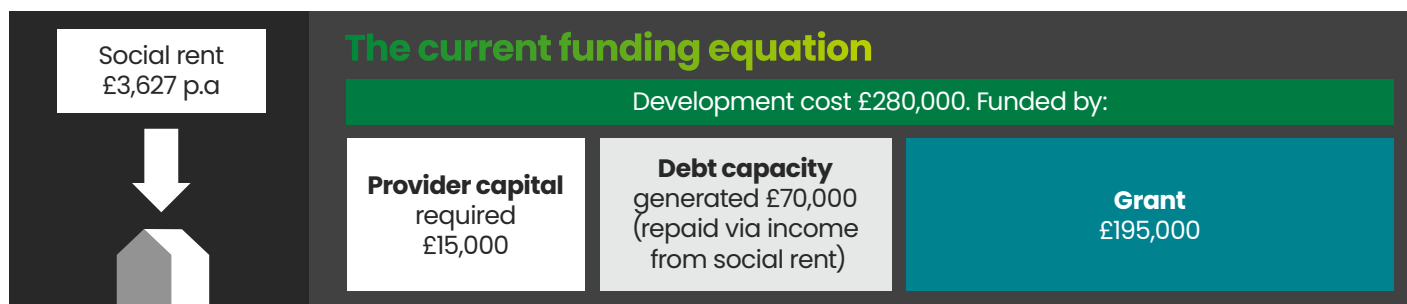 Social rent
£3,627 p.a
The current funding equation
Development cost £280,000. Funded by:
Provider capital
required
£15,000
Debt capacity
generated £70,000
(repaid via income
from social rent)
Grant
£195,000